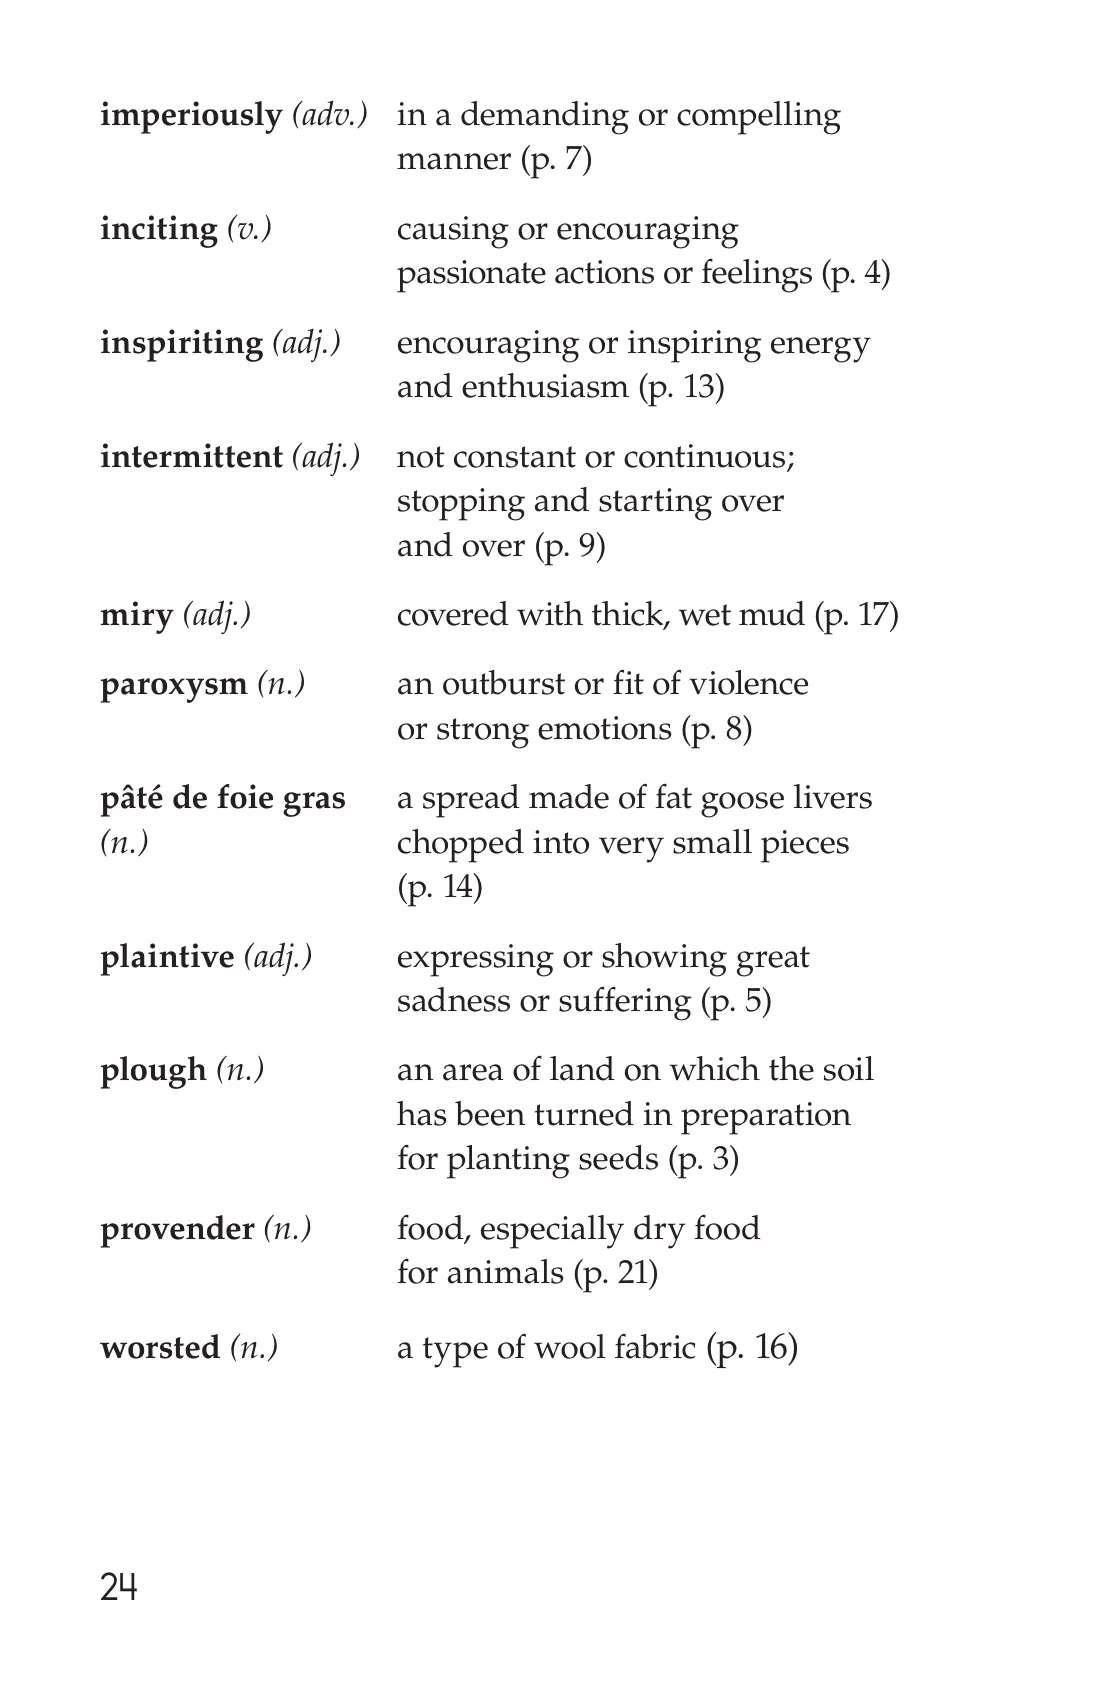 imperiously (adv.) in a demanding or compelling
manner (p. 7)
inciting (v.) causing or encouraging
passionate actions or feelings (p. 4)
inspiriting (adj.) encouraging or inspiring energy
and enthusiasm (p. 13)
intermittent (adj.) not constant or continuous;
stopping and starting over
and over (p. 9)
miry (adj.) covered with thick, wet mud (p. 17)
paroxysm (n.) an outburst or fit of violence
or strong emotions (p. 8)
pâté de foie gras a spread made of fat goose livers
(n.) chopped into very small pieces
(p. 14)
plaintive (adj.) expressing or showing great
sadness or suffering (p. 5)
plough (n.) an area of land on which the soil
has been turned in preparation
for planting seeds (p. 3)
provender (n.) food, especially dry food
for animals (p. 21)
worsted (n.) a type of wool fabric (p. 16)
24